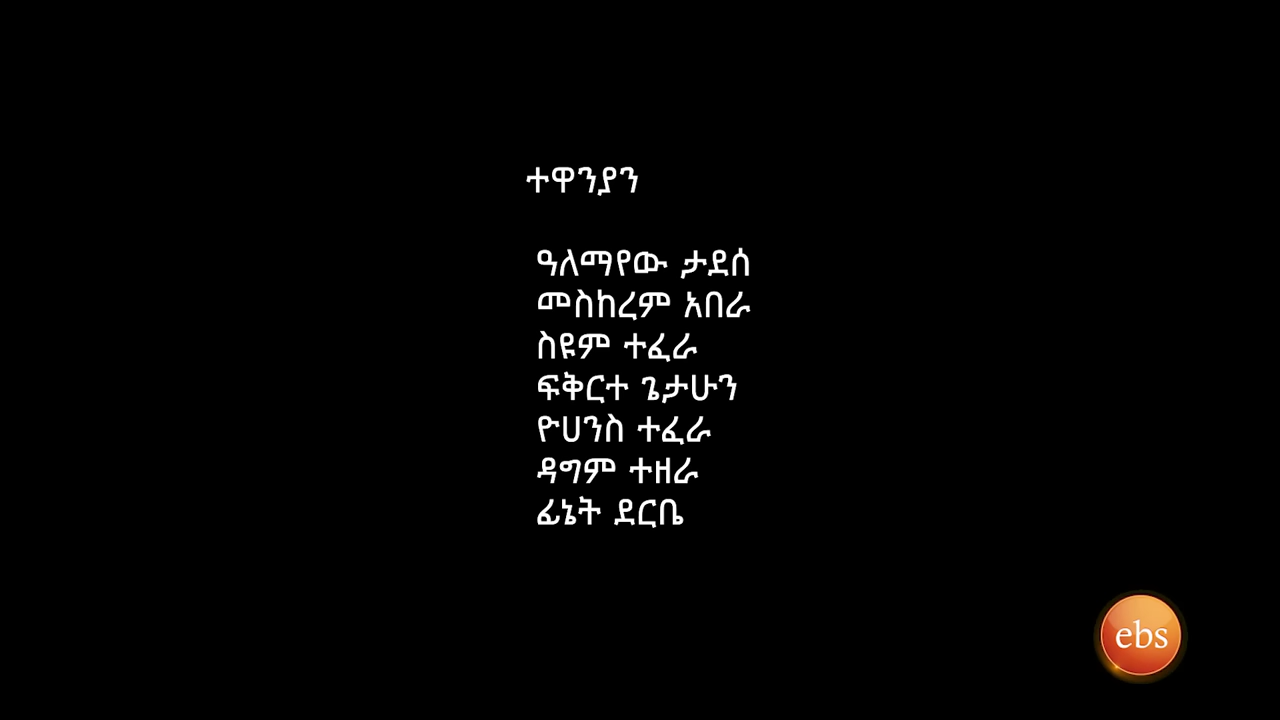 ተዋንያን
ዓለማየው ታደሰ
መስከረም አበራ
ስዩም ተፈራ
ፍቅርተ ጌታሁን
ዮሀንስ ተፈራ
ዳግም ተዘራ
ፊኔት ደርቤ
ebs